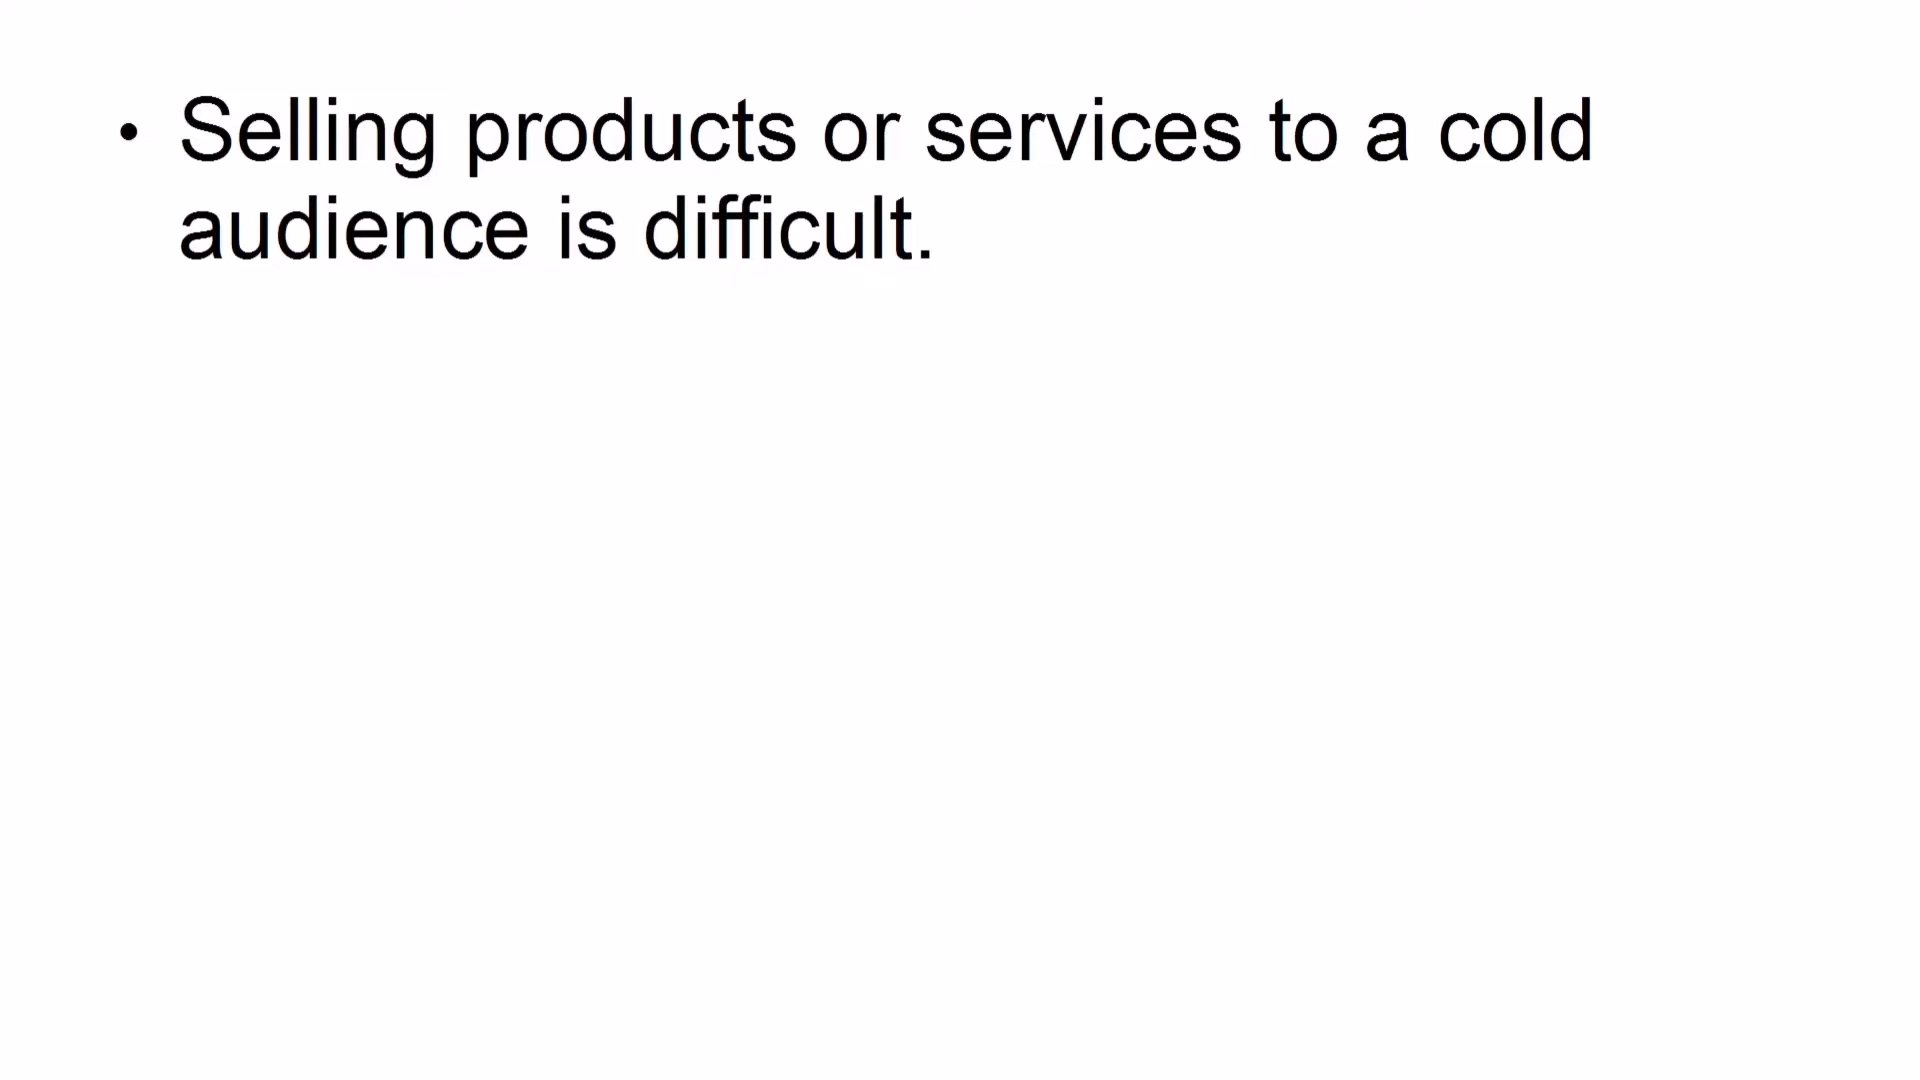 • Selling products or services to a cold
audience is difficult.